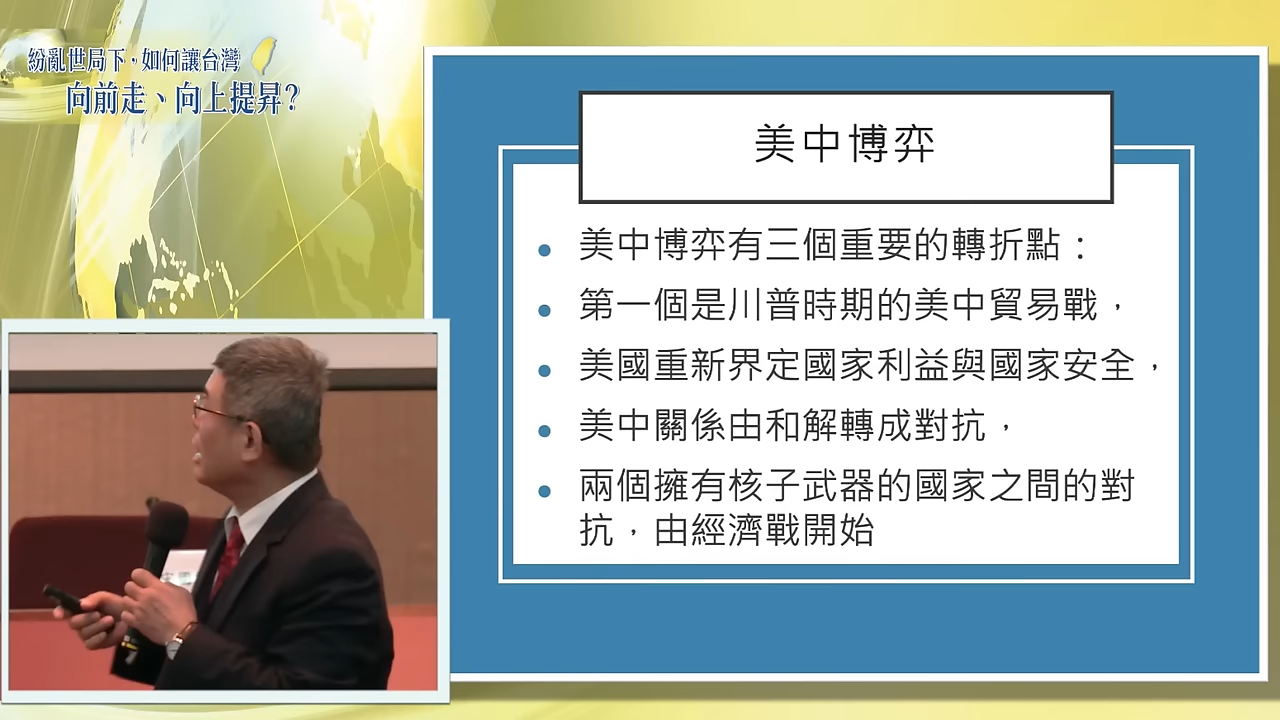 紛亂世局下，如何讓台灣
向前走、向上提昇？
美中博弈
美中博弈有三個重要的轉折點：
第一個是川普時期的美中貿易戰，
美國重新界定國家利益與國家安全，
美中關係由和解轉成對抗，
兩個擁有核子武器的國家之間的對
抗，由經濟戰開始